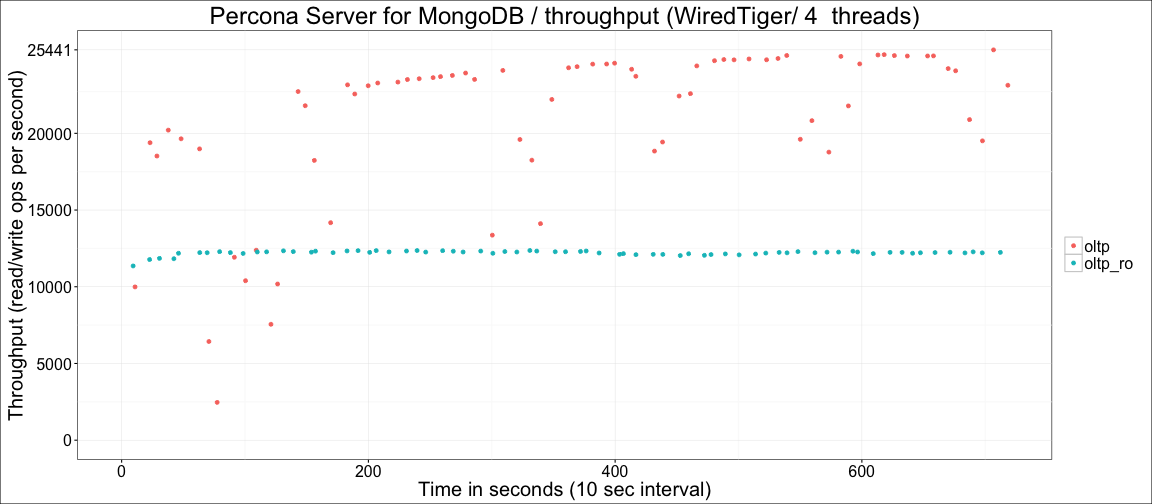 Percona Server for MongoDB / throughput (WiredTiger/ 4  threads)
Throughput (read/write ops per second)
25441
20000
15000
10000
5000
0
0 200 400 600
Time in seconds (10 sec interval)
oltp
oltp_ro